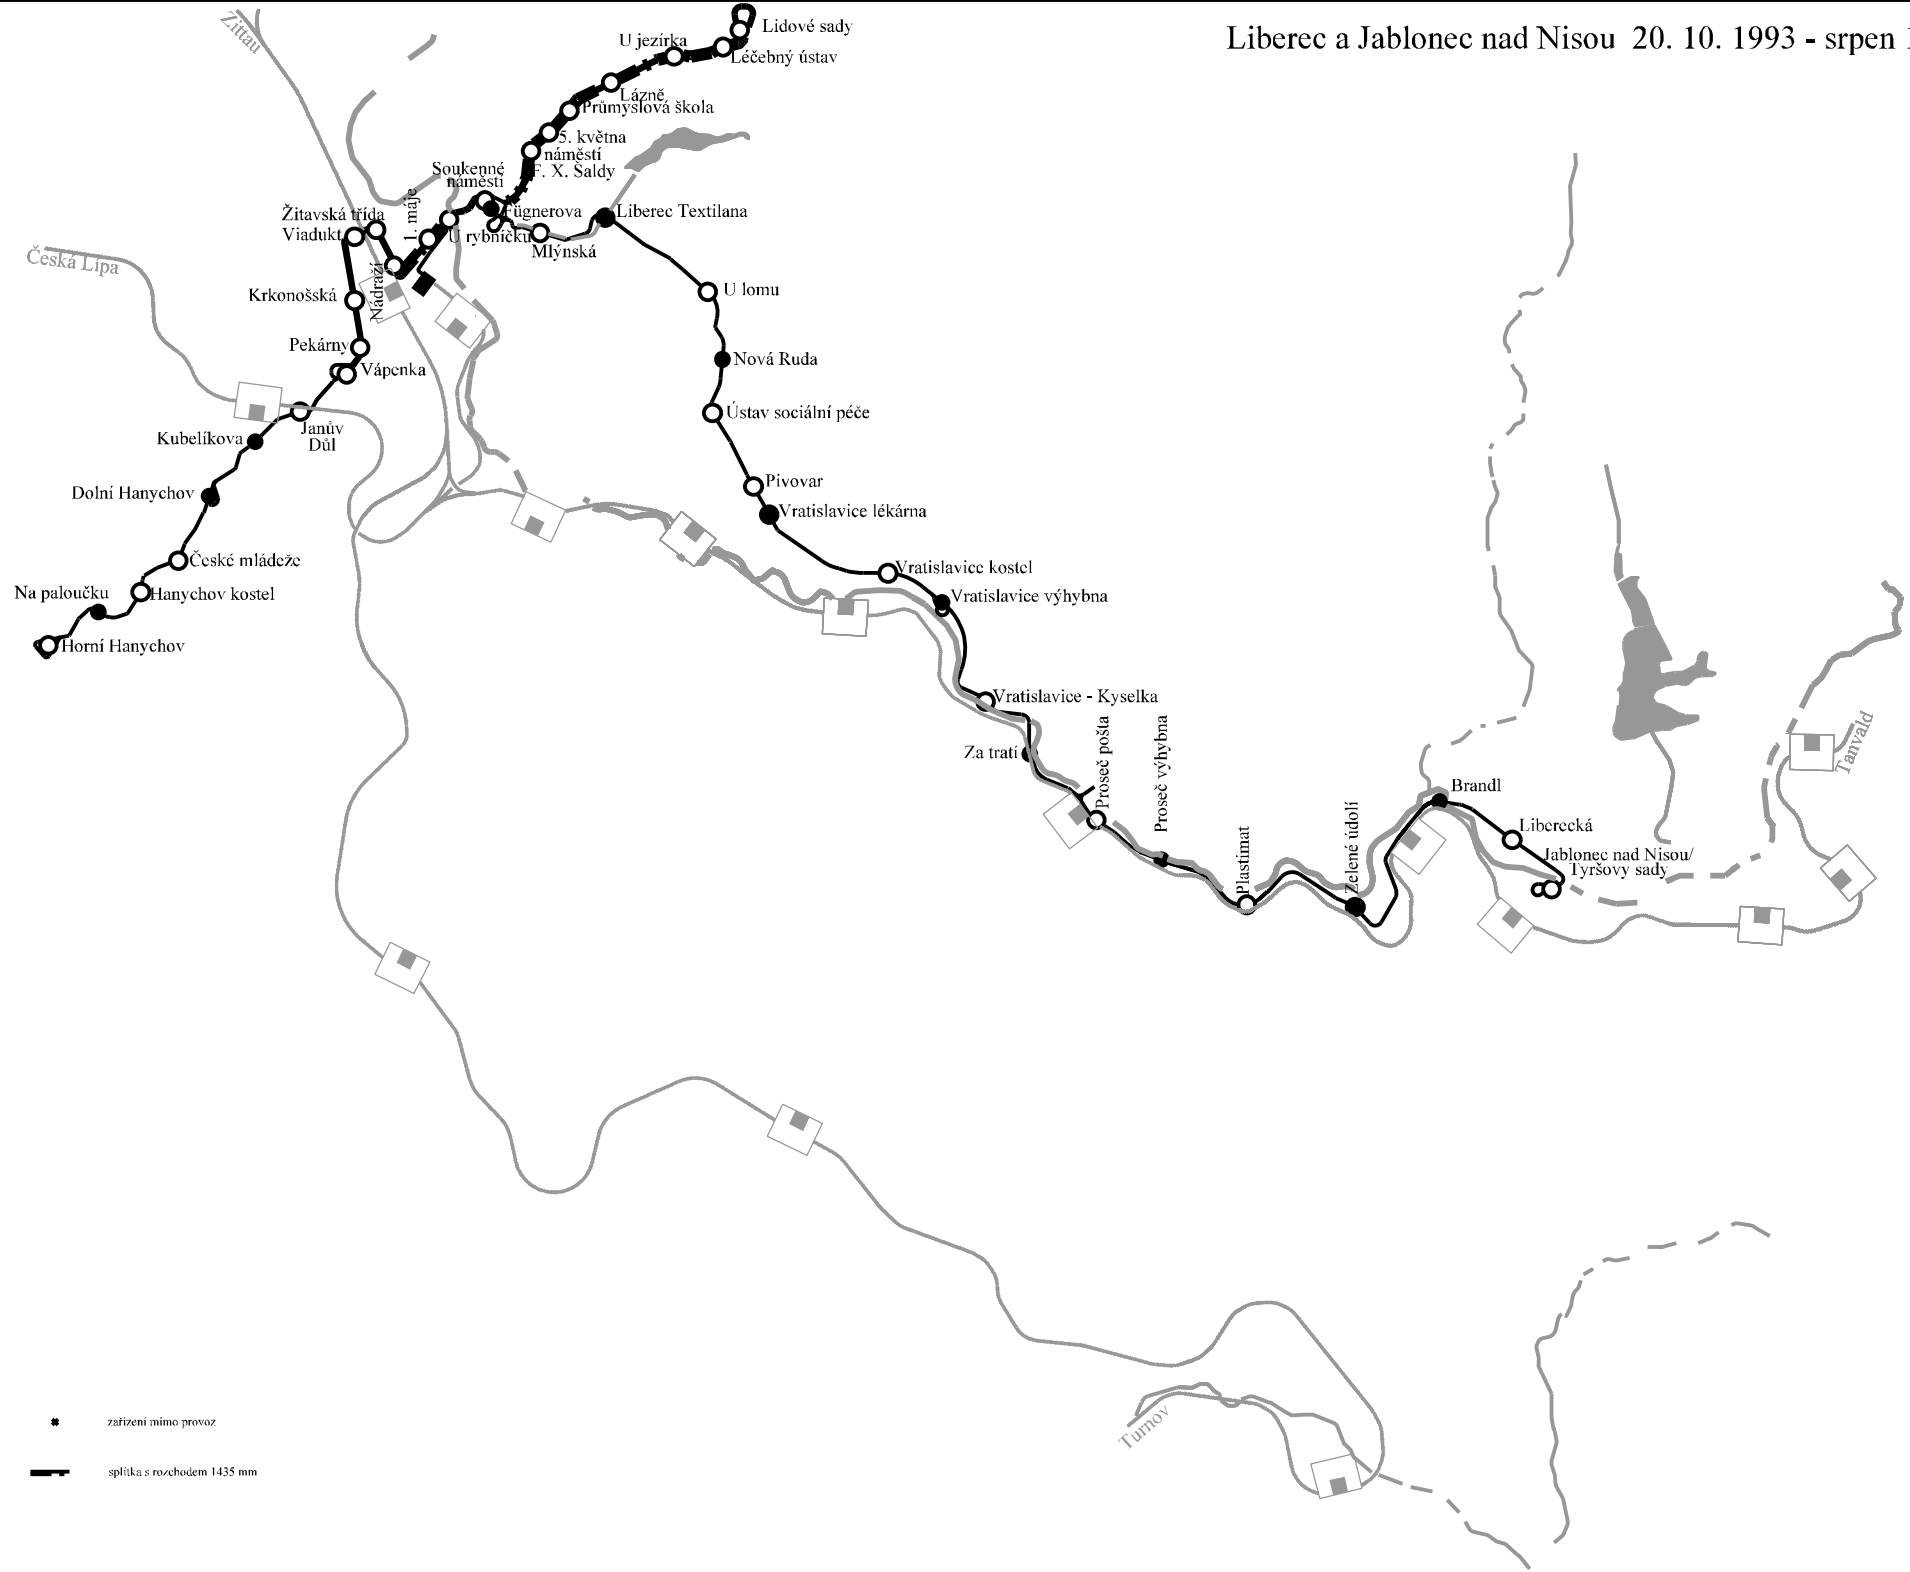 Liberec a Jablonec nad Nisou 20. 10. 1993 - srpen
Zittau
Lidové sady
U jezírka
Léčebný ústav
Lázně
Průmyslová škola
5. května
náměstí
F. X. Šaldy
Soukenné
náměstí
Žitavská třída
Viadukt
1. máje
Fügnerova
U rybníčku
Mlýnská
Liberec Textilana
Česká Lípa
Nádraží
Krkonošská
U lomu
Pekárny
Vápenka
Nová Ruda
Ústav sociální péče
Janův
Důl
Kubelíkova
Dolní Hanychov
Pivovar
Vratislavice lékárna
České mládeže
Na paloučku
Hanychov kostel
Horní Hanychov
Vratislavice kostel
Vratislavice výhybna
Vratislavice - Kyselka
Za tratí
Proseč pošta
Proseč výhybna
Plastimat
Zelené údolí
Brandl
Liberecká
Jablonec nad Nisou/
Tyršovy sady
Tanvald
Turnov
zařízení mimo provoz
splítka s rozchodem 1435 mm